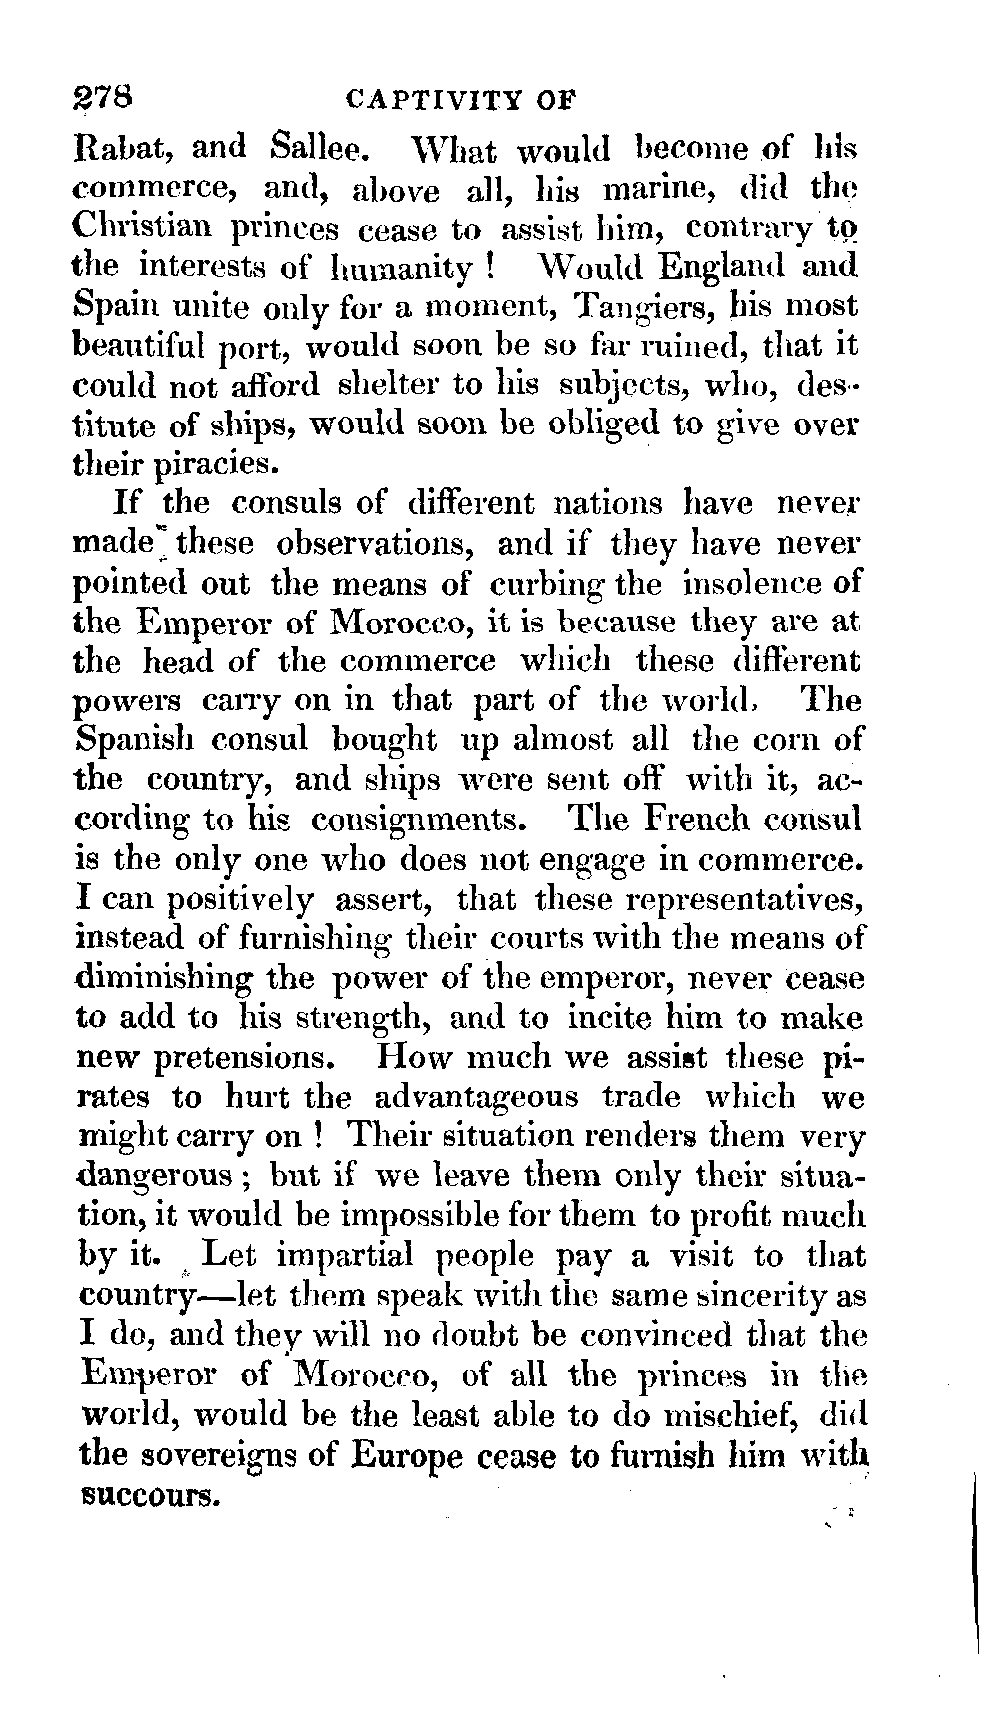 278 CAPTIVITY OF
Rabat, and Sallee. What would become of his
commerce, and, above all, his marine, did the
Christian princes cease to assist him, contrary to
the interests of humanity ! Would England and
Spain unite only for a moment, Tangiers, his most
beautiful port, would soon be so far ruined, that it
could not afford shelter to his subjects, who, des-
titute of ships, would soon be obliged to give over
their piracies.
If the consuls of different nations have never
made these observations, and if they have never
pointed out the means of curbing the insolence of
the Emperor of Morocco, it is because they are at
the head of the commerce which these different
powers carry on in that part of the world. The
Spanish consul bought up almost all the corn of
the country, and ships were sent off with it, ac-
cording to his consignments. The French consul
is the only one who does not engage in commerce.
I can positively assert, that these representatives,
instead of furnishing their courts with the means of
diminishing the power of the emperor, never cease
to add to his strength, and to incite him to make
new pretensions. How much we assist these pi-
rates to hurt the advantageous trade which we
might carry on ! Their situation renders them very
dangerous ; but if we leave them only their situa-
tion, it would be impossible for them to profit much
by it. Let impartial people pay a visit to that
country—let them speak with the same sincerity as
I do, and they will no doubt be convinced that the
Emperor of Morocco, of all the princes in the
world, would be the least able to do mischief, did
the sovereigns of Europe cease to furnish him with
succours.